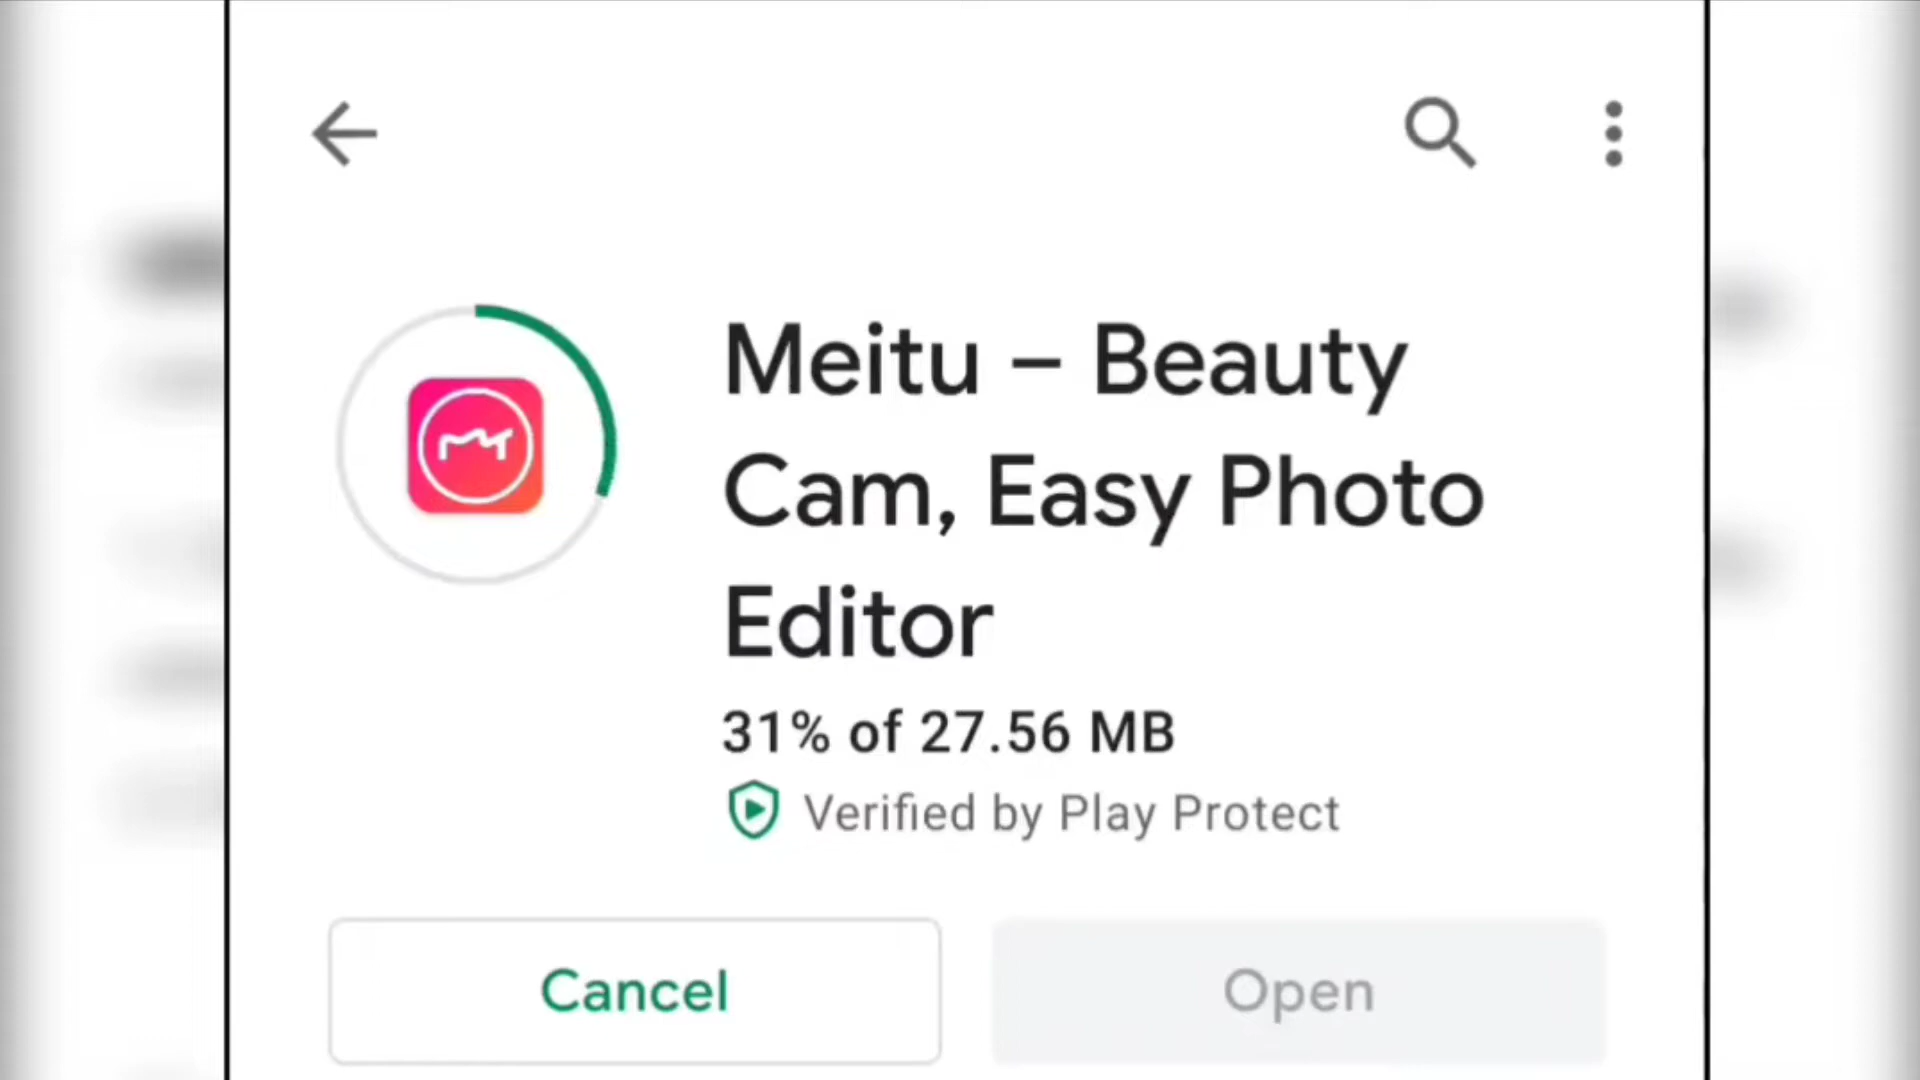 Meitu – Beauty
Cam, Easy Photo
Editor
31% of 27.56 MB
Verified by Play Protect
Cancel
Open